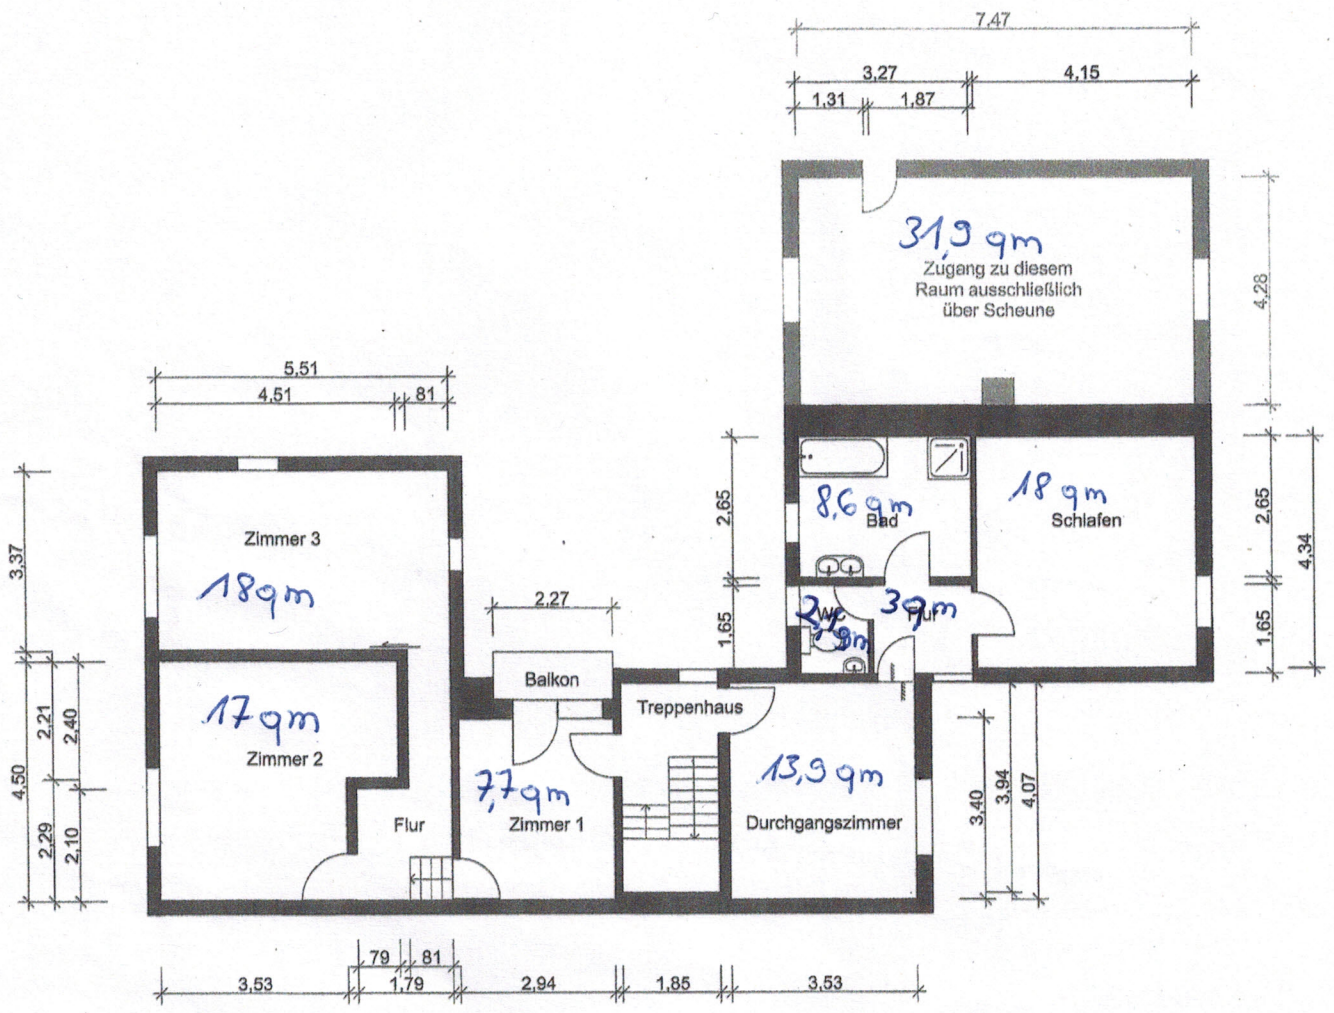 7,47
3,27
4,15
1,31
1,87
31,9 qm
Zugang zu diesem
Raum ausschließlich
über Scheune
4,28
5,51
4,51
81
3,37
Zimmer 3
18 qm
2,65
8,6 qm
Bad
18 qm
Schlafen
2,65
4,34
2,27
1,65
WC
2,1 qm
3 qm
Flur
1,65
Balkon
Treppenhaus
17 qm
Zimmer 2
4,50
2,21
2,40
2,29
2,10
7,7 qm
Zimmer 1
Flur
13,9 qm
Durchgangszimmer
3,40
3,94
4,07
79
81
3,53
1,79
2,94
1,85
3,53